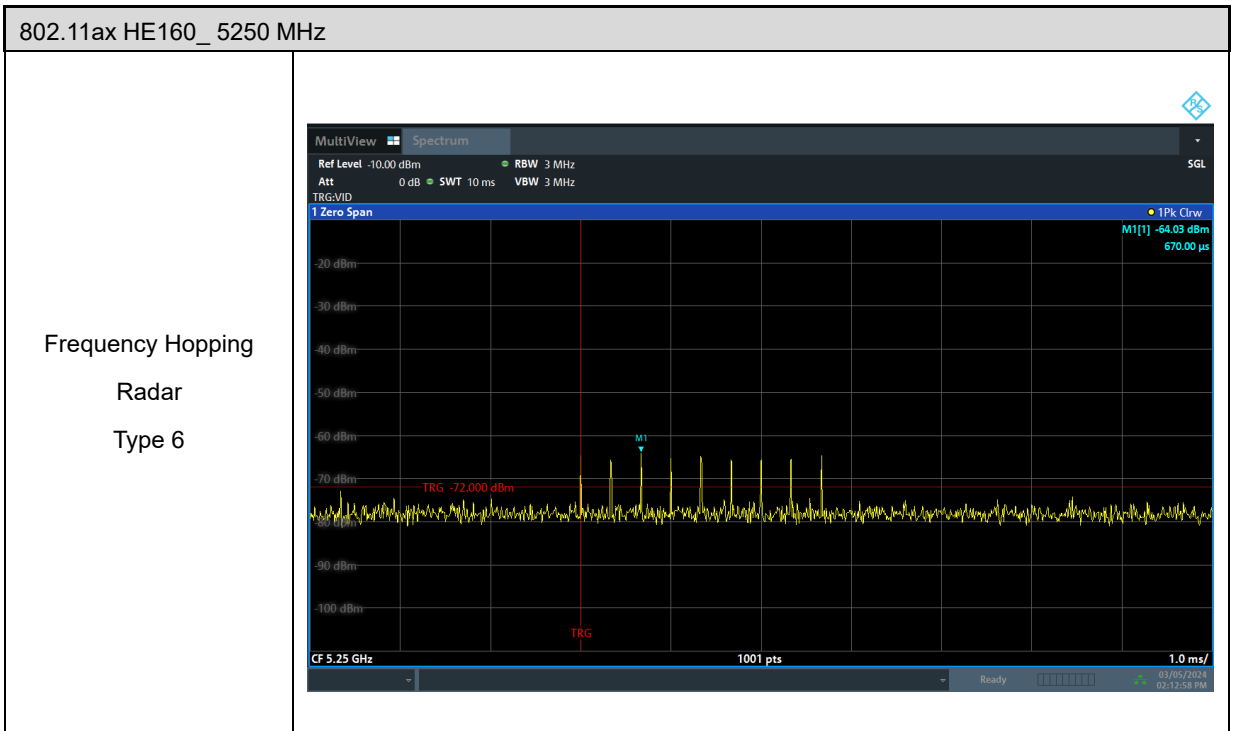 802.11ax HE160_ 5250 MHz
Frequency Hopping
Radar
Type 6
R S
MultiView Spectrum
Ref Level -10.00 dBm RBW 3 MHz SGL
Att 0 dB SWT 10 ms VBW 3 MHz
TRG:VID
1 Zero Span 1Pk Clrw
M1[1] -64.03 dBm
670.00 µs
-20 dBm
-30 dBm
-40 dBm
-50 dBm
-60 dBm
M1
-70 dBm
TRG -72.000 dBm
-80 dBm
-90 dBm
-100 dBm
TRG
CF 5.25 GHz 1001 pts 1.0 ms/
Ready 03/05/2024
02:12:58 PM